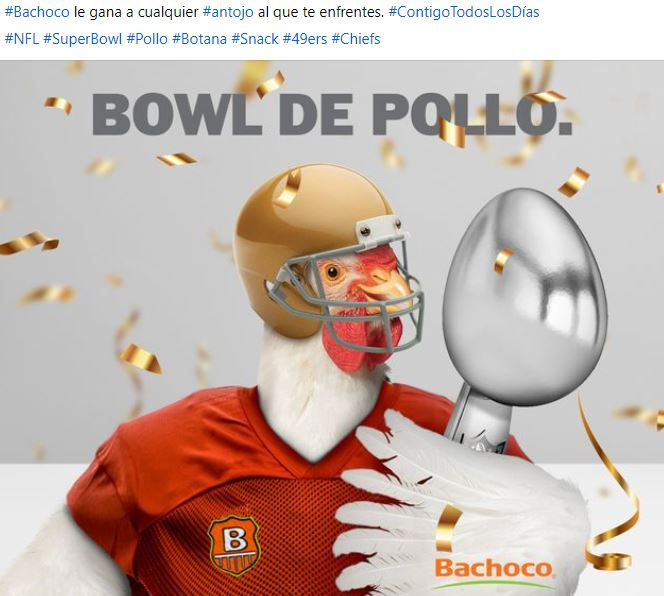 #Bachoco le gana a cualquier #antojo al que te enfrentes. #ContigoTodosLosDías
#NFL #SuperBowl #Pollo #Botana #Snack #49ers #Chiefs
BOWL DE POLLO.
B
Bachoco